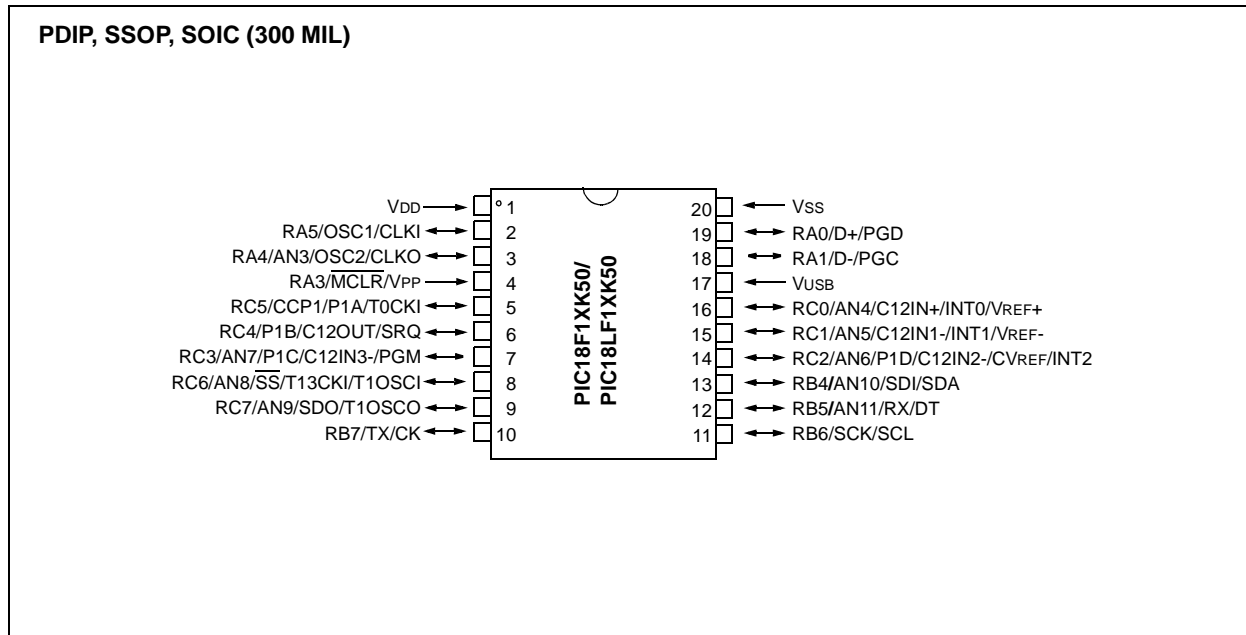 PDIP, SSOP, SOIC (300 MIL)
VDD
RA5/OSC1/CLKI
RA4/AN3/OSC2/CLKO
RA3/MCLR/VPP
RC5/CCP1/P1A/T0CKI
RC4/P1B/C12OUT/SRQ
RC3/AN7/P1C/C12IN3-/PGM
RC6/AN8/SS/T13CKI/T1OSCI
RC7/AN9/SDO/T1OSCO
RB7/TX/CK
1
2
3
4
5
6
7
8
9
10
PIC18F1XK50/
PIC18LF1XK50
20
19
18
17
16
15
14
13
12
11
VSS
RA0/D+/PGD
RA1/D-/PGC
VUSB
RC0/AN4/C12IN+/INT0/VREF+
RC1/AN5/C12IN1-/INT1/VREF-
RC2/AN6/P1D/C12IN2-/CVREF/INT2
RB4/AN10/SDI/SDA
RB5/AN11/RX/DT
RB6/SCK/SCL